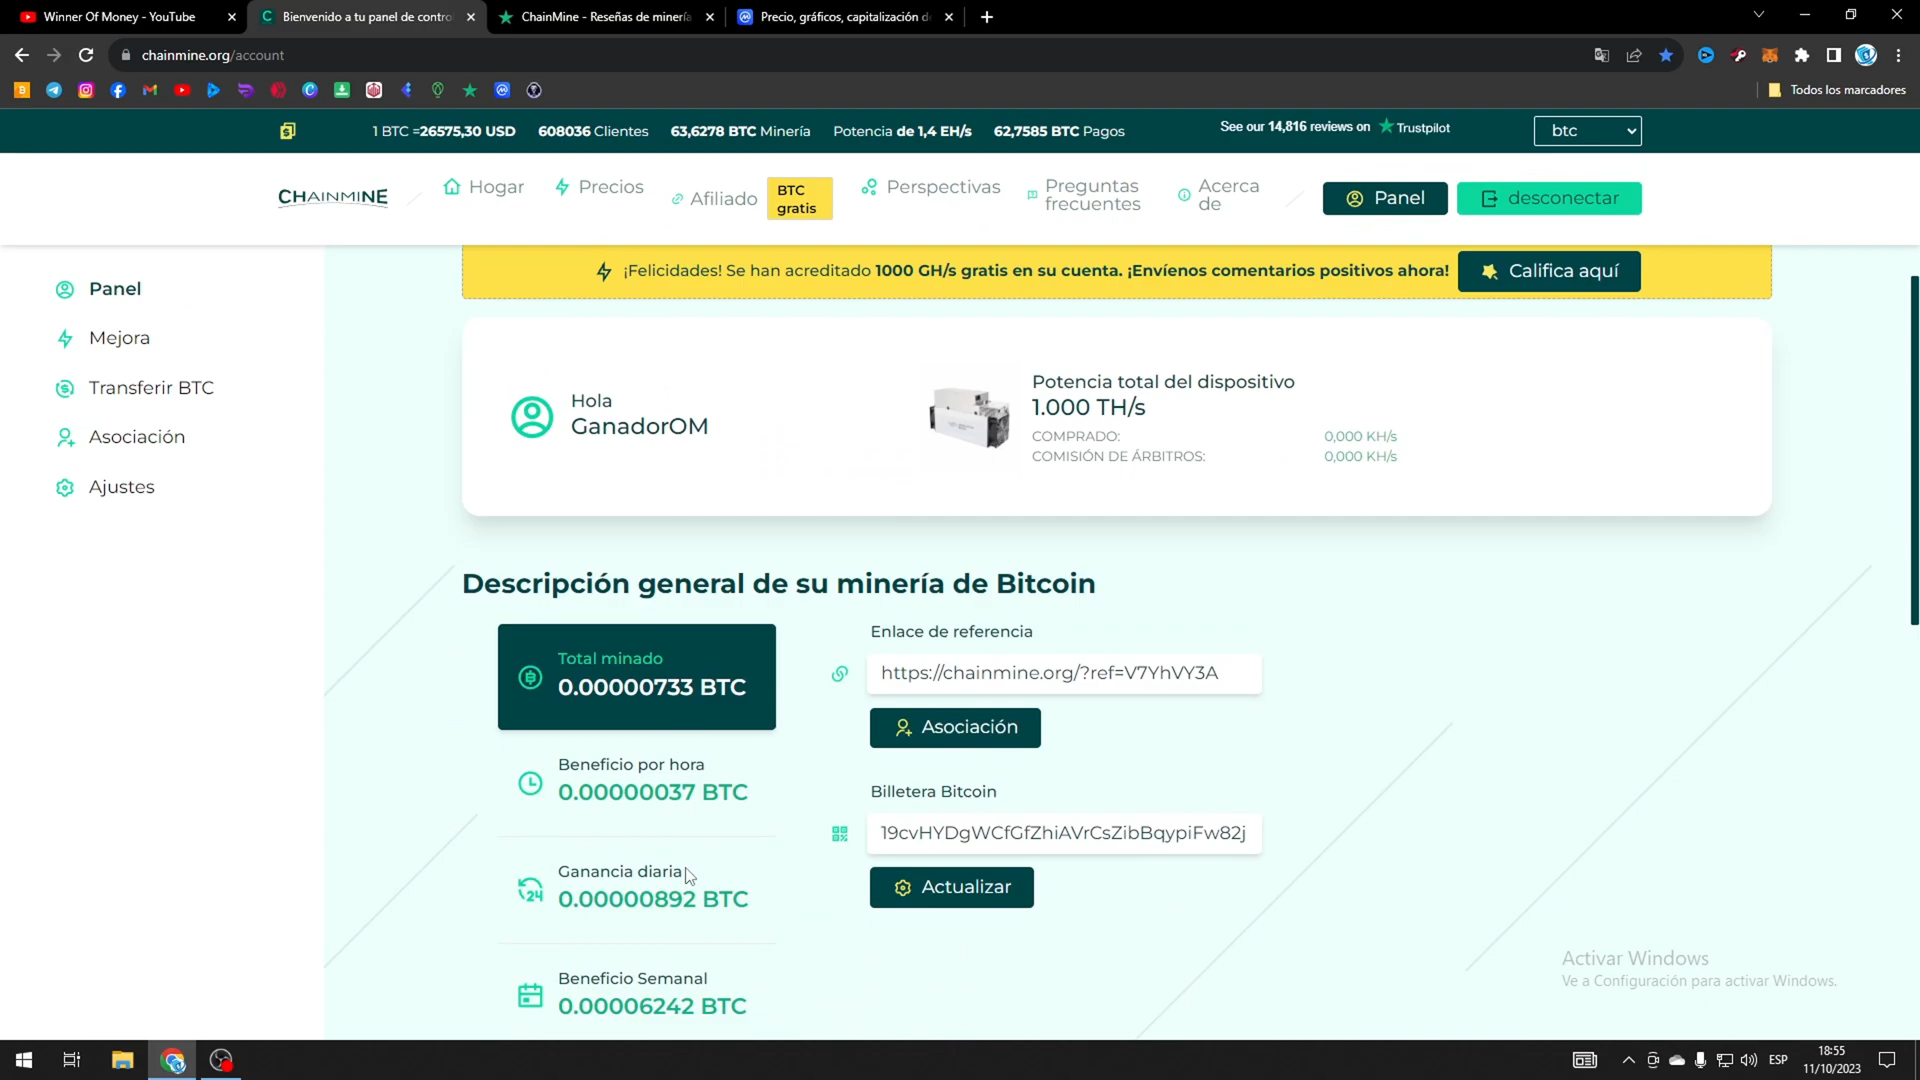 Winner Of Money - YouTube
Bienvenido a tu panel de contro
ChainMine - Reseñas de minería
Precio, gráficos, capitalización d
chainmine.org/account
Todos los marcadores
1 BTC =26575,30 USD
608036 Clientes
63,6278 BTC Minería
Potencia de 1,4 EH/s
62,7585 BTC Pagos
See our 14,816 reviews on Trustpilot
btc
CHAINMINE
Hogar
Precios
Afiliado
BTC
gratis
Perspectivas
Preguntas
frecuentes
Acerca
de
Panel
desconectar
Panel
Mejora
Transferir BTC
Asociación
Ajustes
¡Felicidades! Se han acreditado 1000 GH/s gratis en su cuenta. ¡Envíenos comentarios positivos ahora!
Califica aquí
Hola
GanadorOM
Potencia total del dispositivo
1.000 TH/s
COMPRADO: 0,000 KH/s
COMISIÓN DE ÁRBITROS: 0,000 KH/s
Descripción general de su minería de Bitcoin
Total minado
0.00000733 BTC
Beneficio por hora
0.00000037 BTC
Ganancia diaria
0.00000892 BTC
Beneficio Semanal
0.00006242 BTC
Enlace de referencia
https://chainmine.org/?ref=V7YhVY3A
Asociación
Billetera Bitcoin
19cvHYDgWCfGfZhiAVrCsZibBqypiFw82j
Actualizar
Activar Windows
Ve a Configuración para activar Windows.
ESP
18:55
11/10/2023